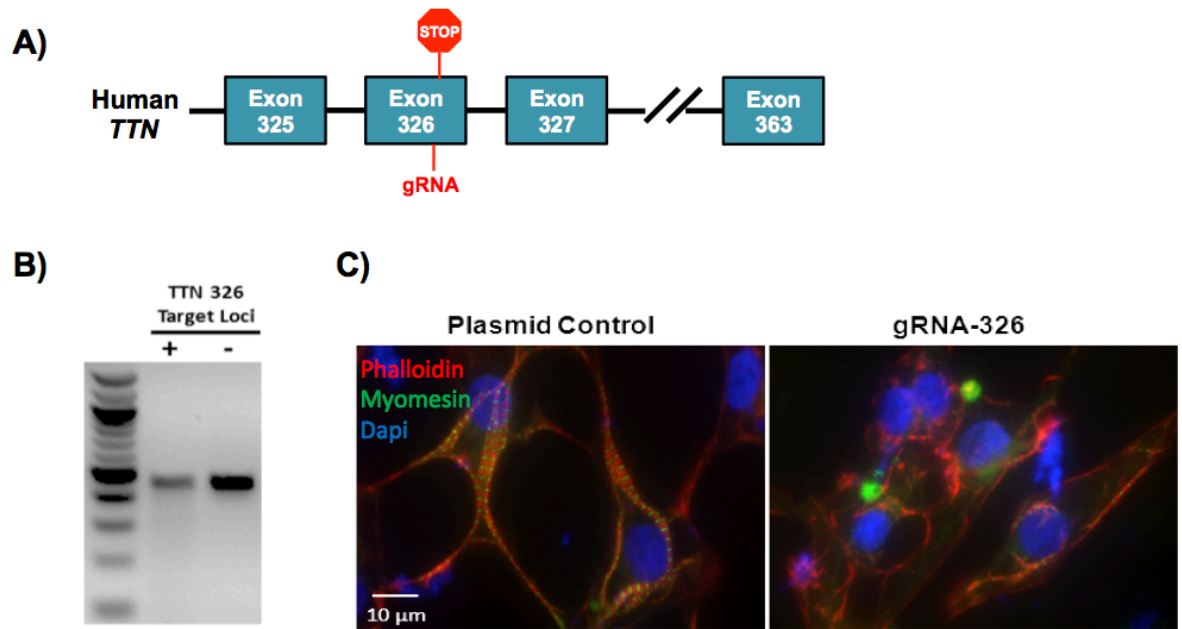 A)
STOP
Human
TTN
Exon
325
Exon
326
Exon
327
Exon
363
gRNA
B)
TTN 326
Target Loci
+ -
C)
Plasmid Control
gRNA-326
Phalloidin
Myomesin
Dapi
10 µm